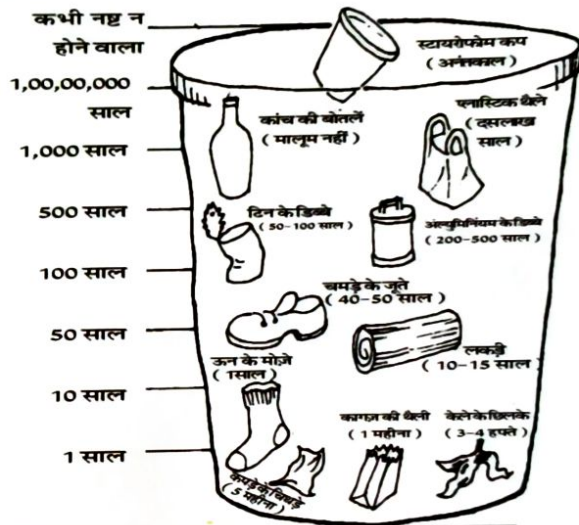 कभी नष्ट न
होने वाला
1,00,00,000
साल
1,000 साल
500 साल
100 साल
50 साल
10 साल
1 साल
स्टायरोफोम कप
(अनंतकाल)
कांच की बोतलें
(मालूम नहीं)
प्लास्टिक थैले
(दसलाख
साल)
टिन के डिब्बे
(50-100 साल)
अल्युमिनियम के डिब्बे
(200-500 साल)
चमड़े के जूते
(40-50 साल)
ऊन के मोज़े
(1साल)
लकड़ी
(10-15 साल)
कागज़ की थैली
(1 महीना)
केले के छिलके
(3-4 हफ्ते)
कपड़े के चिथड़े
(5 महीना)